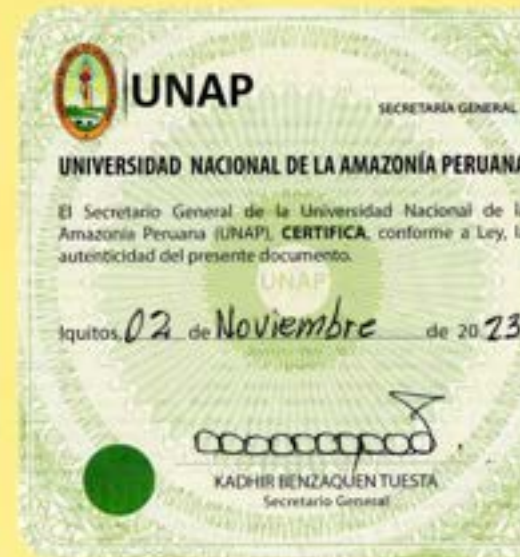 UNAP
SECRETARÍA GENERAL
UNIVERSIDAD NACIONAL DE LA AMAZONÍA PERUANA
El Secretario General de la Universidad Nacional de la
Amazonía Peruana (UNAP), CERTIFICA, conforme a Ley, la
autenticidad del presente documento.
UNAP
Iquitos, 02 de Noviembre de 20 23
KADHIR BENZAQUEN TUESTA
Secretario General